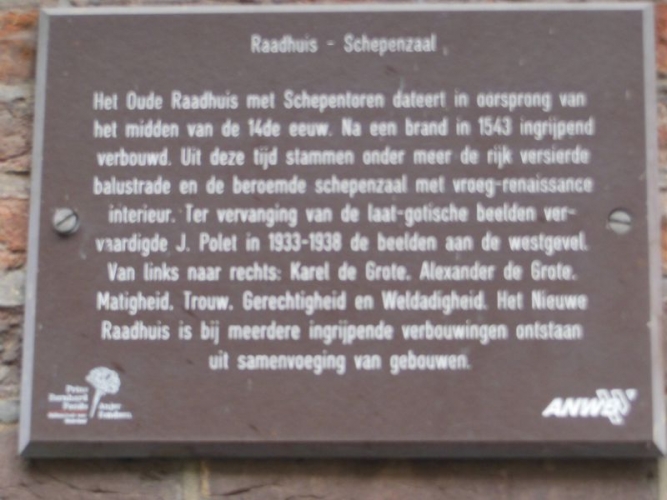 Raadhuis - Schepenzaal
Het Oude Raadhuis met Schepentoren dateert in oorsprong van
het midden van de 14de eeuw. Na een brand in 1543 ingrijpend
verbouwd. Uit deze tijd stammen onder meer de rijk versierde
balustrade en de beroemde schepenzaal met vroeg-renaissance
interieur. Ter vervanging van de laat-gotische beelden ver-
vaardigde J. Polet in 1933-1938 de beelden aan de westgevel.
Van links naar rechts: Karel de Grote, Alexander de Grote,
Matigheid, Trouw, Gerechtigheid en Weldadigheid. Het Nieuwe
Raadhuis is bij meerdere ingrijpende verbouwingen ontstaan
uit samenvoeging van gebouwen.
Prins
Bernhard
Fonds
Anjer
ANWB